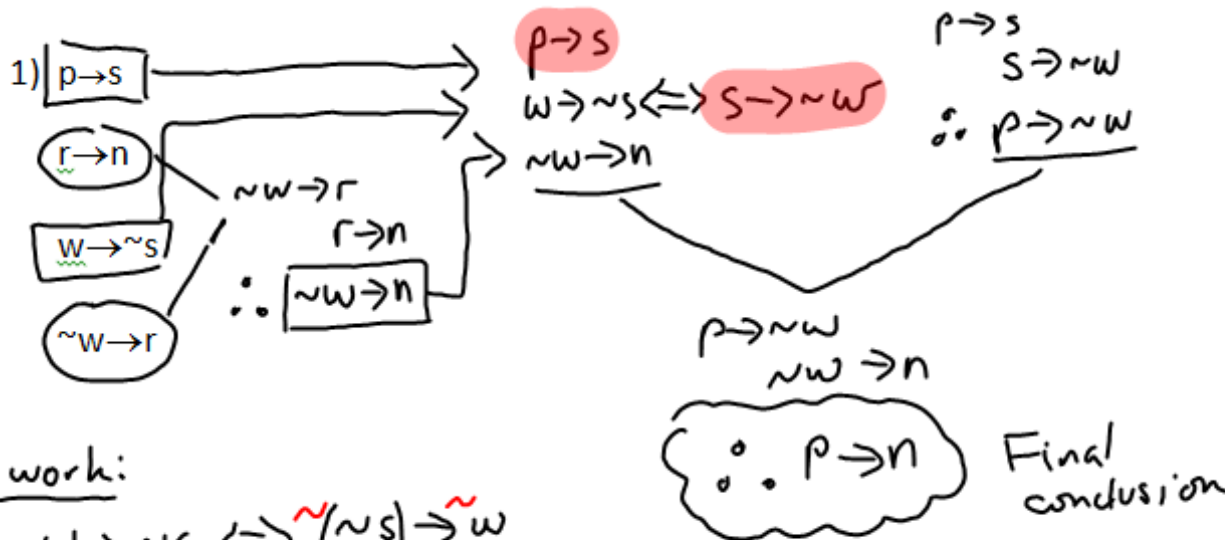 1) p→s
r→n
w→~s
~w→r
~w→r
r→n
∴ ~w→n
p→s
w→~s⇔s→~w
~w→n
p→s
s→~w
∴ p→~w
p→~w
~w→n
∴ p→n
Final
conclusion
work:
~(~s)→~w